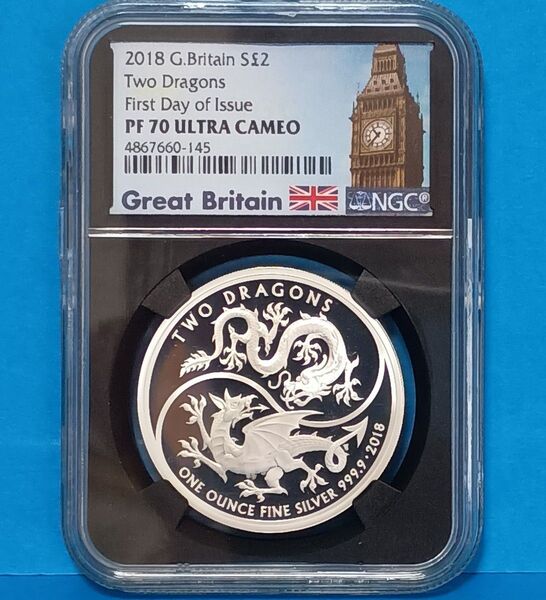 2018 G.Britain S£2
Two Dragons
First Day of Issue
PF 70 ULTRA CAMEO
4867660-145
Great Britain NGC®
TWO DRAGONS
ONE OUNCE FINE SILVER 999.9 · 2018